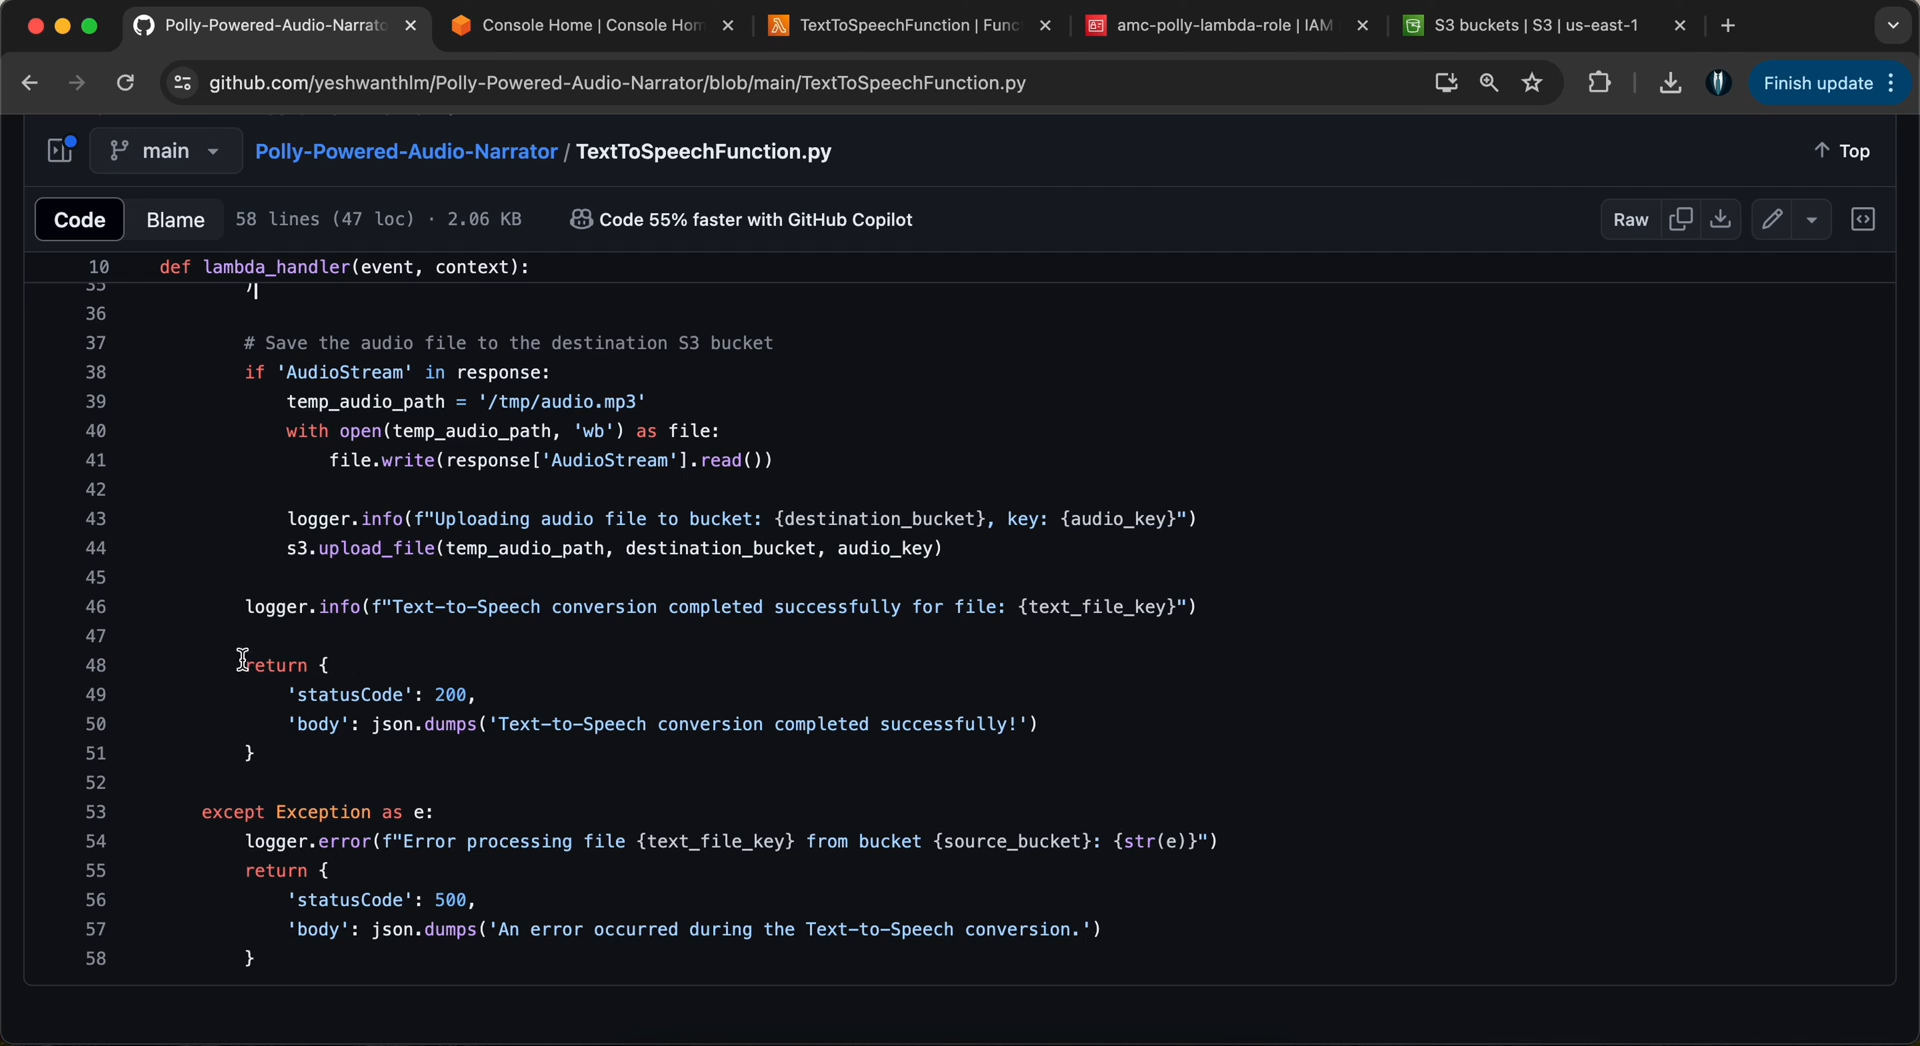 Polly-Powered-Audio-Narrato
Console Home | Console Hom
TextToSpeechFunction | Func
amc-polly-lambda-role | IAM
S3 buckets | S3 | us-east-1
github.com/yeshwanthlm/Polly-Powered-Audio-Narrator/blob/main/TextToSpeechFunction.py
Finish update
main
Polly-Powered-Audio-Narrator / TextToSpeechFunction.py
Top
Code
Blame
58 lines (47 loc) · 2.06 KB
Code 55% faster with GitHub Copilot
Raw
10 def lambda_handler(event, context):
35 )
36
37 # Save the audio file to the destination S3 bucket
38 if 'AudioStream' in response:
39 temp_audio_path = '/tmp/audio.mp3'
40 with open(temp_audio_path, 'wb') as file:
41 file.write(response['AudioStream'].read())
42
43 logger.info(f"Uploading audio file to bucket: {destination_bucket}, key: {audio_key}")
44 s3.upload_file(temp_audio_path, destination_bucket, audio_key)
45
46 logger.info(f"Text-to-Speech conversion completed successfully for file: {text_file_key}")
47
48 return {
49 'statusCode': 200,
50 'body': json.dumps('Text-to-Speech conversion completed successfully!')
51 }
52
53 except Exception as e:
54 logger.error(f"Error processing file {text_file_key} from bucket {source_bucket}: {str(e)}")
55 return {
56 'statusCode': 500,
57 'body': json.dumps('An error occurred during the Text-to-Speech conversion.')
58 }